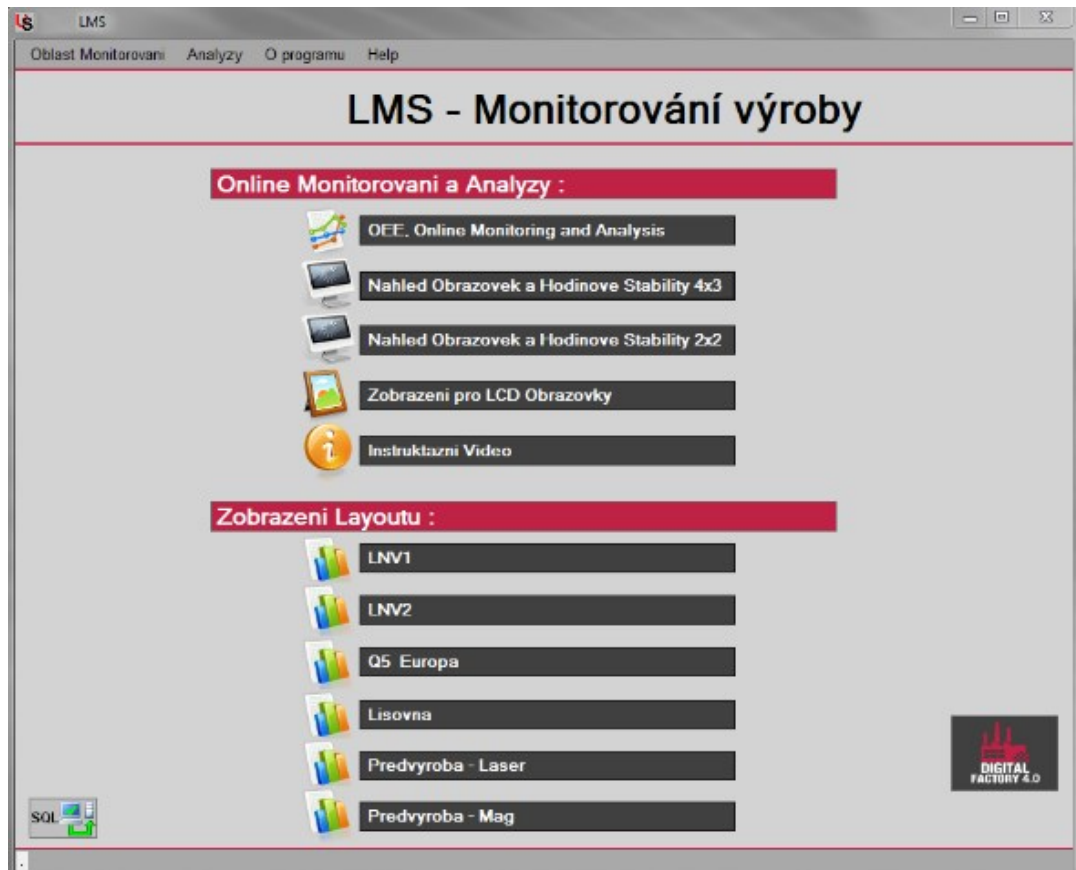 LS LMS
Oblast Monitorovani Analyzy O programu Help
LMS - Monitorování výroby
Online Monitorovani a Analyzy :
OEE, Online Monitoring and Analysis
Nahled Obrazovek a Hodinove Stability 4x3
Nahled Obrazovek a Hodinove Stability 2x2
Zobrazeni pro LCD Obrazovky
i Instruktazni Video
Zobrazeni Layoutu :
LNV1
LNV2
Q5 Europa
Lisovna
Predvyroba - Laser
Predvyroba - Mag
DIGITAL
FACTORY 4.0
SQL
.